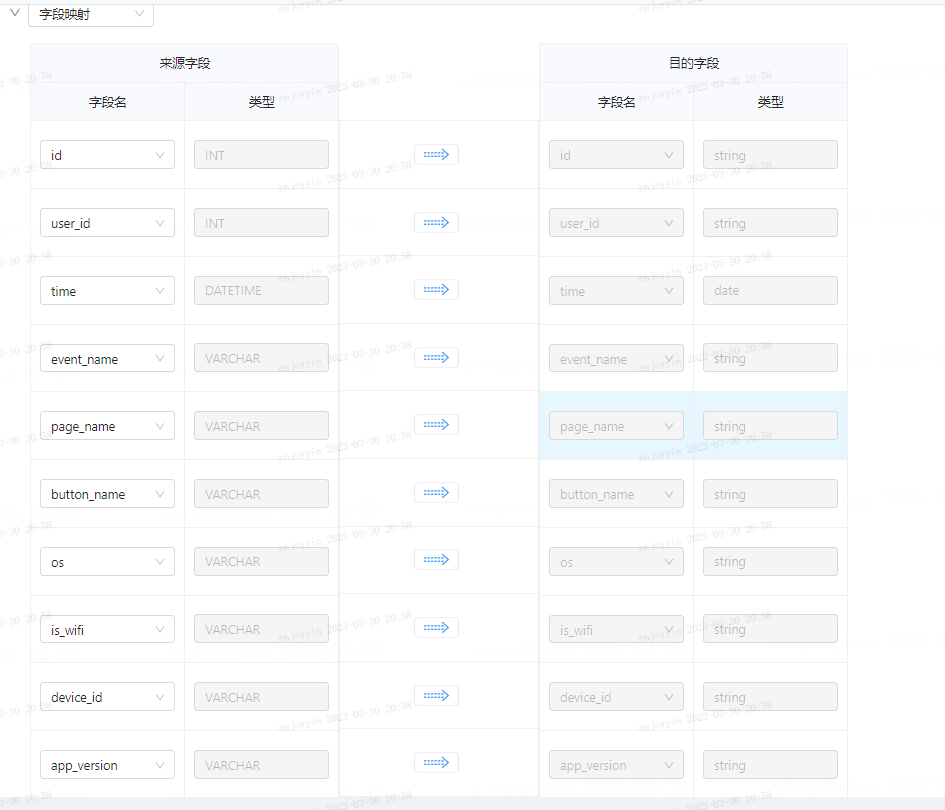 字段映射
来源字段 目的字段
字段名 类型 字段名 类型
id INT id string
user_id INT user_id string
time DATETIME time date
event_name VARCHAR event_name string
page_name VARCHAR page_name string
button_name VARCHAR button_name string
os VARCHAR os string
is_wifi VARCHAR is_wifi string
device_id VARCHAR device_id string
app_version VARCHAR app_version string
enjoyyin 2023-03-30 20:58